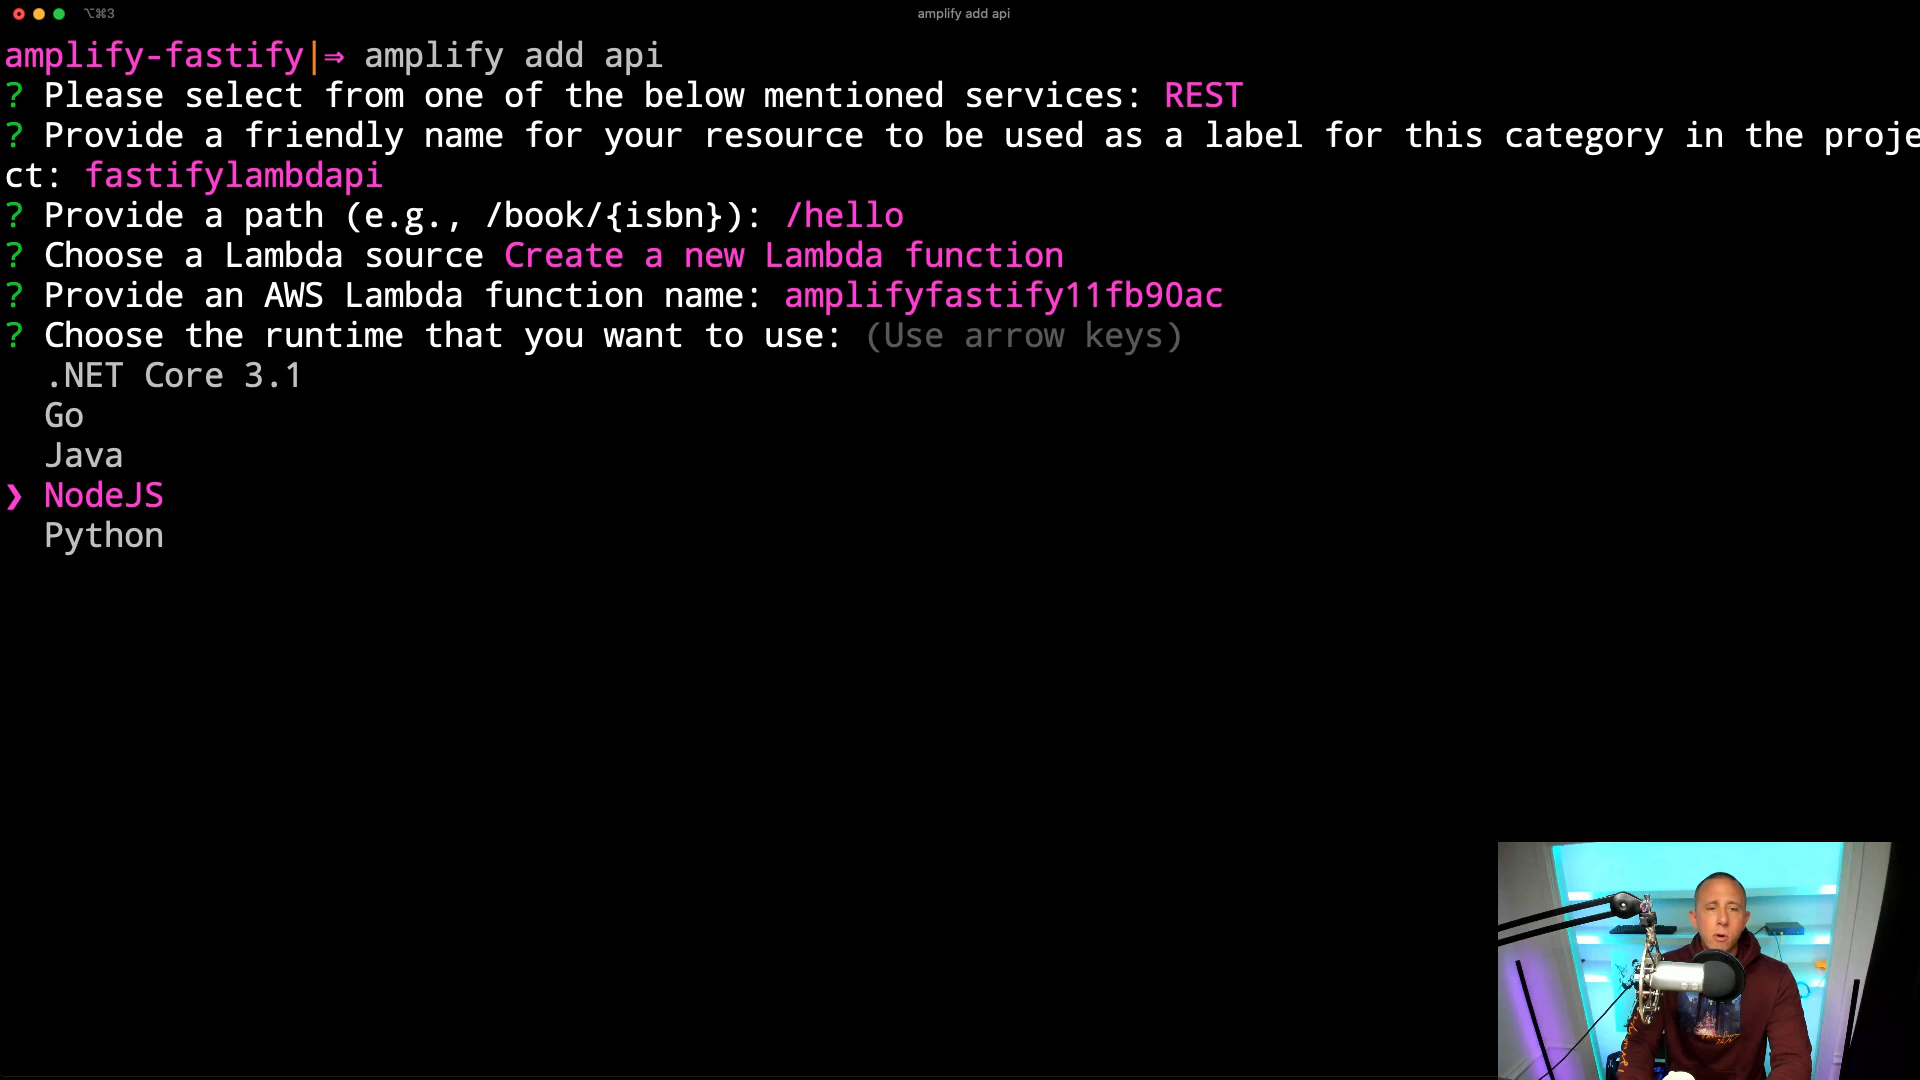 ⌥⌘3
amplify add api
amplify-fastify|⇒ amplify add api
? Please select from one of the below mentioned services: REST
? Provide a friendly name for your resource to be used as a label for this category in the proje
ct: fastifylambdapi
? Provide a path (e.g., /book/{isbn}): /hello
? Choose a Lambda source Create a new Lambda function
? Provide an AWS Lambda function name: amplifyfastify11fb90ac
? Choose the runtime that you want to use: (Use arrow keys)
.NET Core 3.1
Go
Java
❯ NodeJS
Python